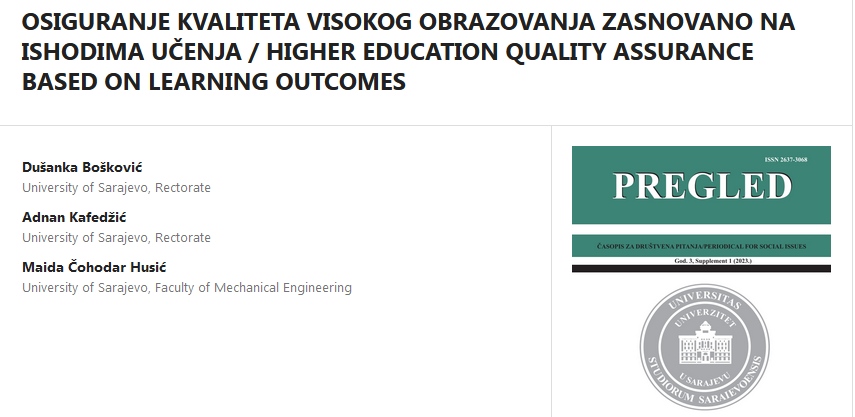 OSIGURANJE KVALITETA VISOKOG OBRAZOVANJA ZASNOVANO NA
ISHODIMA UČENJA / HIGHER EDUCATION QUALITY ASSURANCE
BASED ON LEARNING OUTCOMES
Dušanka Bošković
University of Sarajevo, Rectorate
Adnan Kafedžić
University of Sarajevo, Rectorate
Maida Čohodar Husić
University of Sarajevo, Faculty of Mechanical Engineering
ISSN 2637-3068
PREGLED
ČASOPIS ZA DRUŠTVENA PITANJA/PERIODICAL FOR SOCIAL ISSUES
God. 3, Supplement 1 (2023.)
UNIVERSITAS
UNIVERZITET
U SARAJEVU
STUDIORUM SARAIEVOENSIS